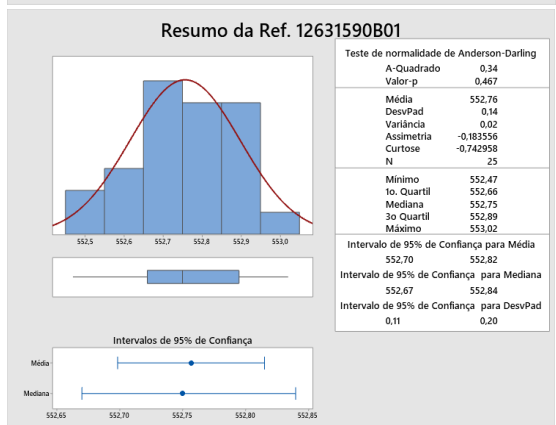 Resumo da Ref. 12631590B01
Teste de normalidade de Anderson-Darling
A-Quadrado 0,34
Valor-p 0,467
Média 552,76
DesvPad 0,14
Variância 0,02
Assimetria -0,183556
Curtose -0,742958
N 25
Mínimo 552,47
1o. Quartil 552,66
Mediana 552,75
3o Quartil 552,89
Máximo 553,02
Intervalo de 95% de Confiança para Média
552,70 552,82
Intervalo de 95% de Confiança para Mediana
552,67 552,84
Intervalo de 95% de Confiança para DesvPad
0,11 0,20
552,5 552,6 552,7 552,8 552,9 553,0
Intervalos de 95% de Confiança
Média
Mediana
552,65 552,70 552,75 552,80 552,85